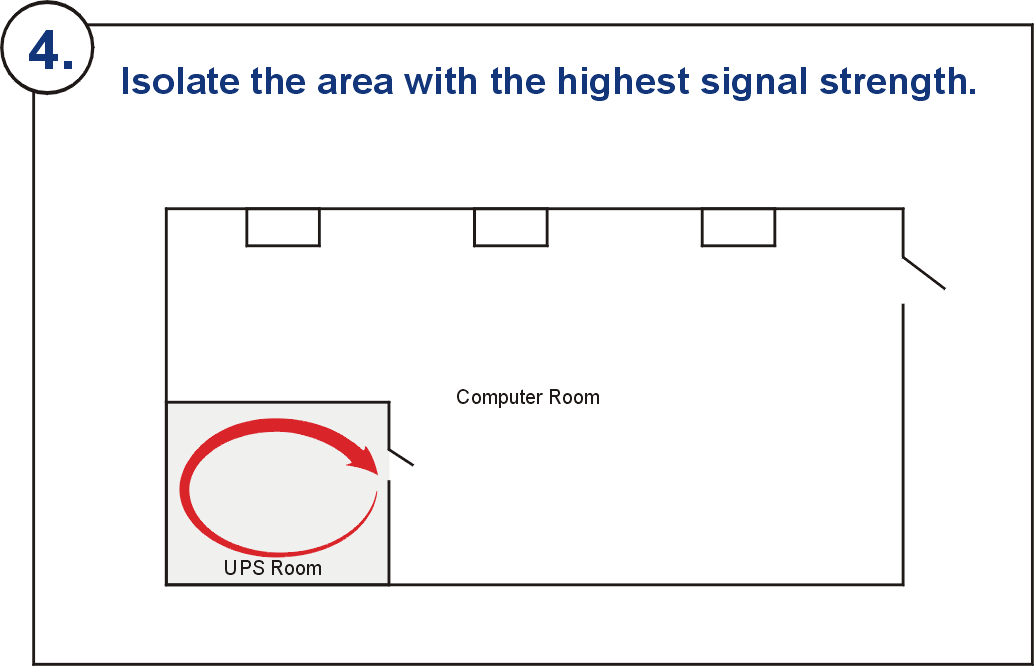 4.
Isolate the area with the highest signal strength.
Computer Room
UPS Room